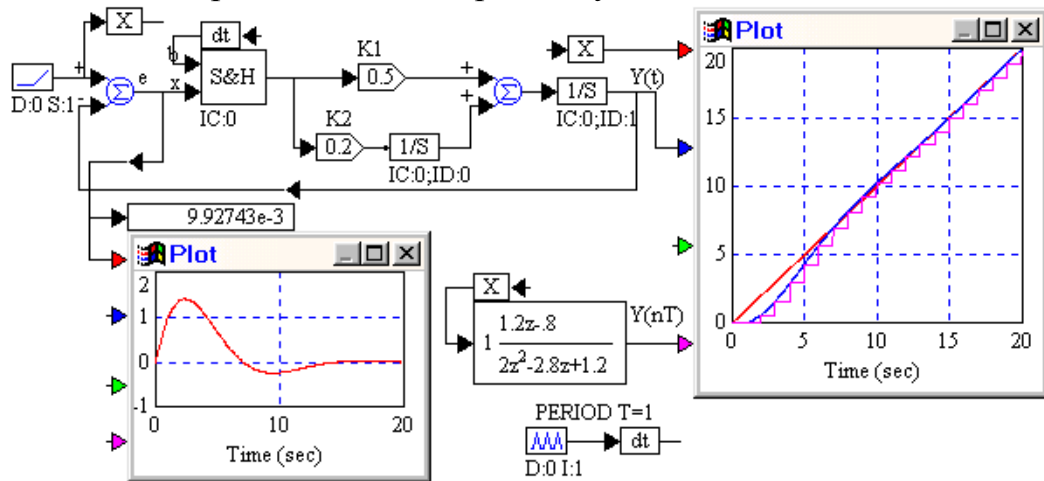 X
dt
b
+
-
Σ
e
x
S&H
D:0 S:1
IC:0
K1
0.5
K2
0.2
1/S
IC:0;ID:0
+
+
Σ
1/S
IC:0;ID:1
X
Y(t)
9.92743e-3
Plot
2
1
0
-1
0 10 20
Time (sec)
X
1 1.2z-.8
2z²-2.8z+1.2
Y(nT)
PERIOD T=1
dt
D:0 I:1
Plot
20
15
10
5
0
0 5 10 15 20
Time (sec)